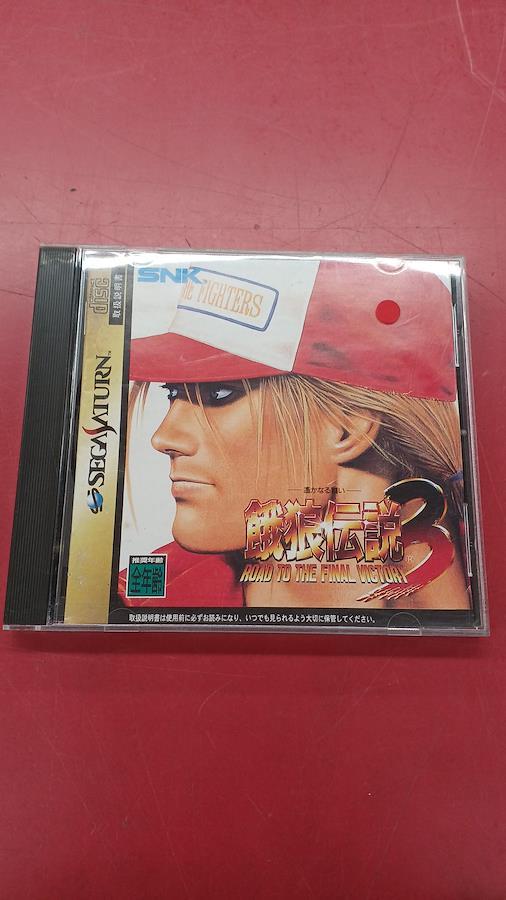 disc
取扱説明書
SEGA SATURN
TM
推奨年齢
全年齢
SNK
FIGHTERS
遥かなる闘い
餓狼伝説3
ROAD TO THE FINAL VICTORY
取扱説明書は使用前に必ずお読みになり、いつでも見られるよう大切に保管してください。